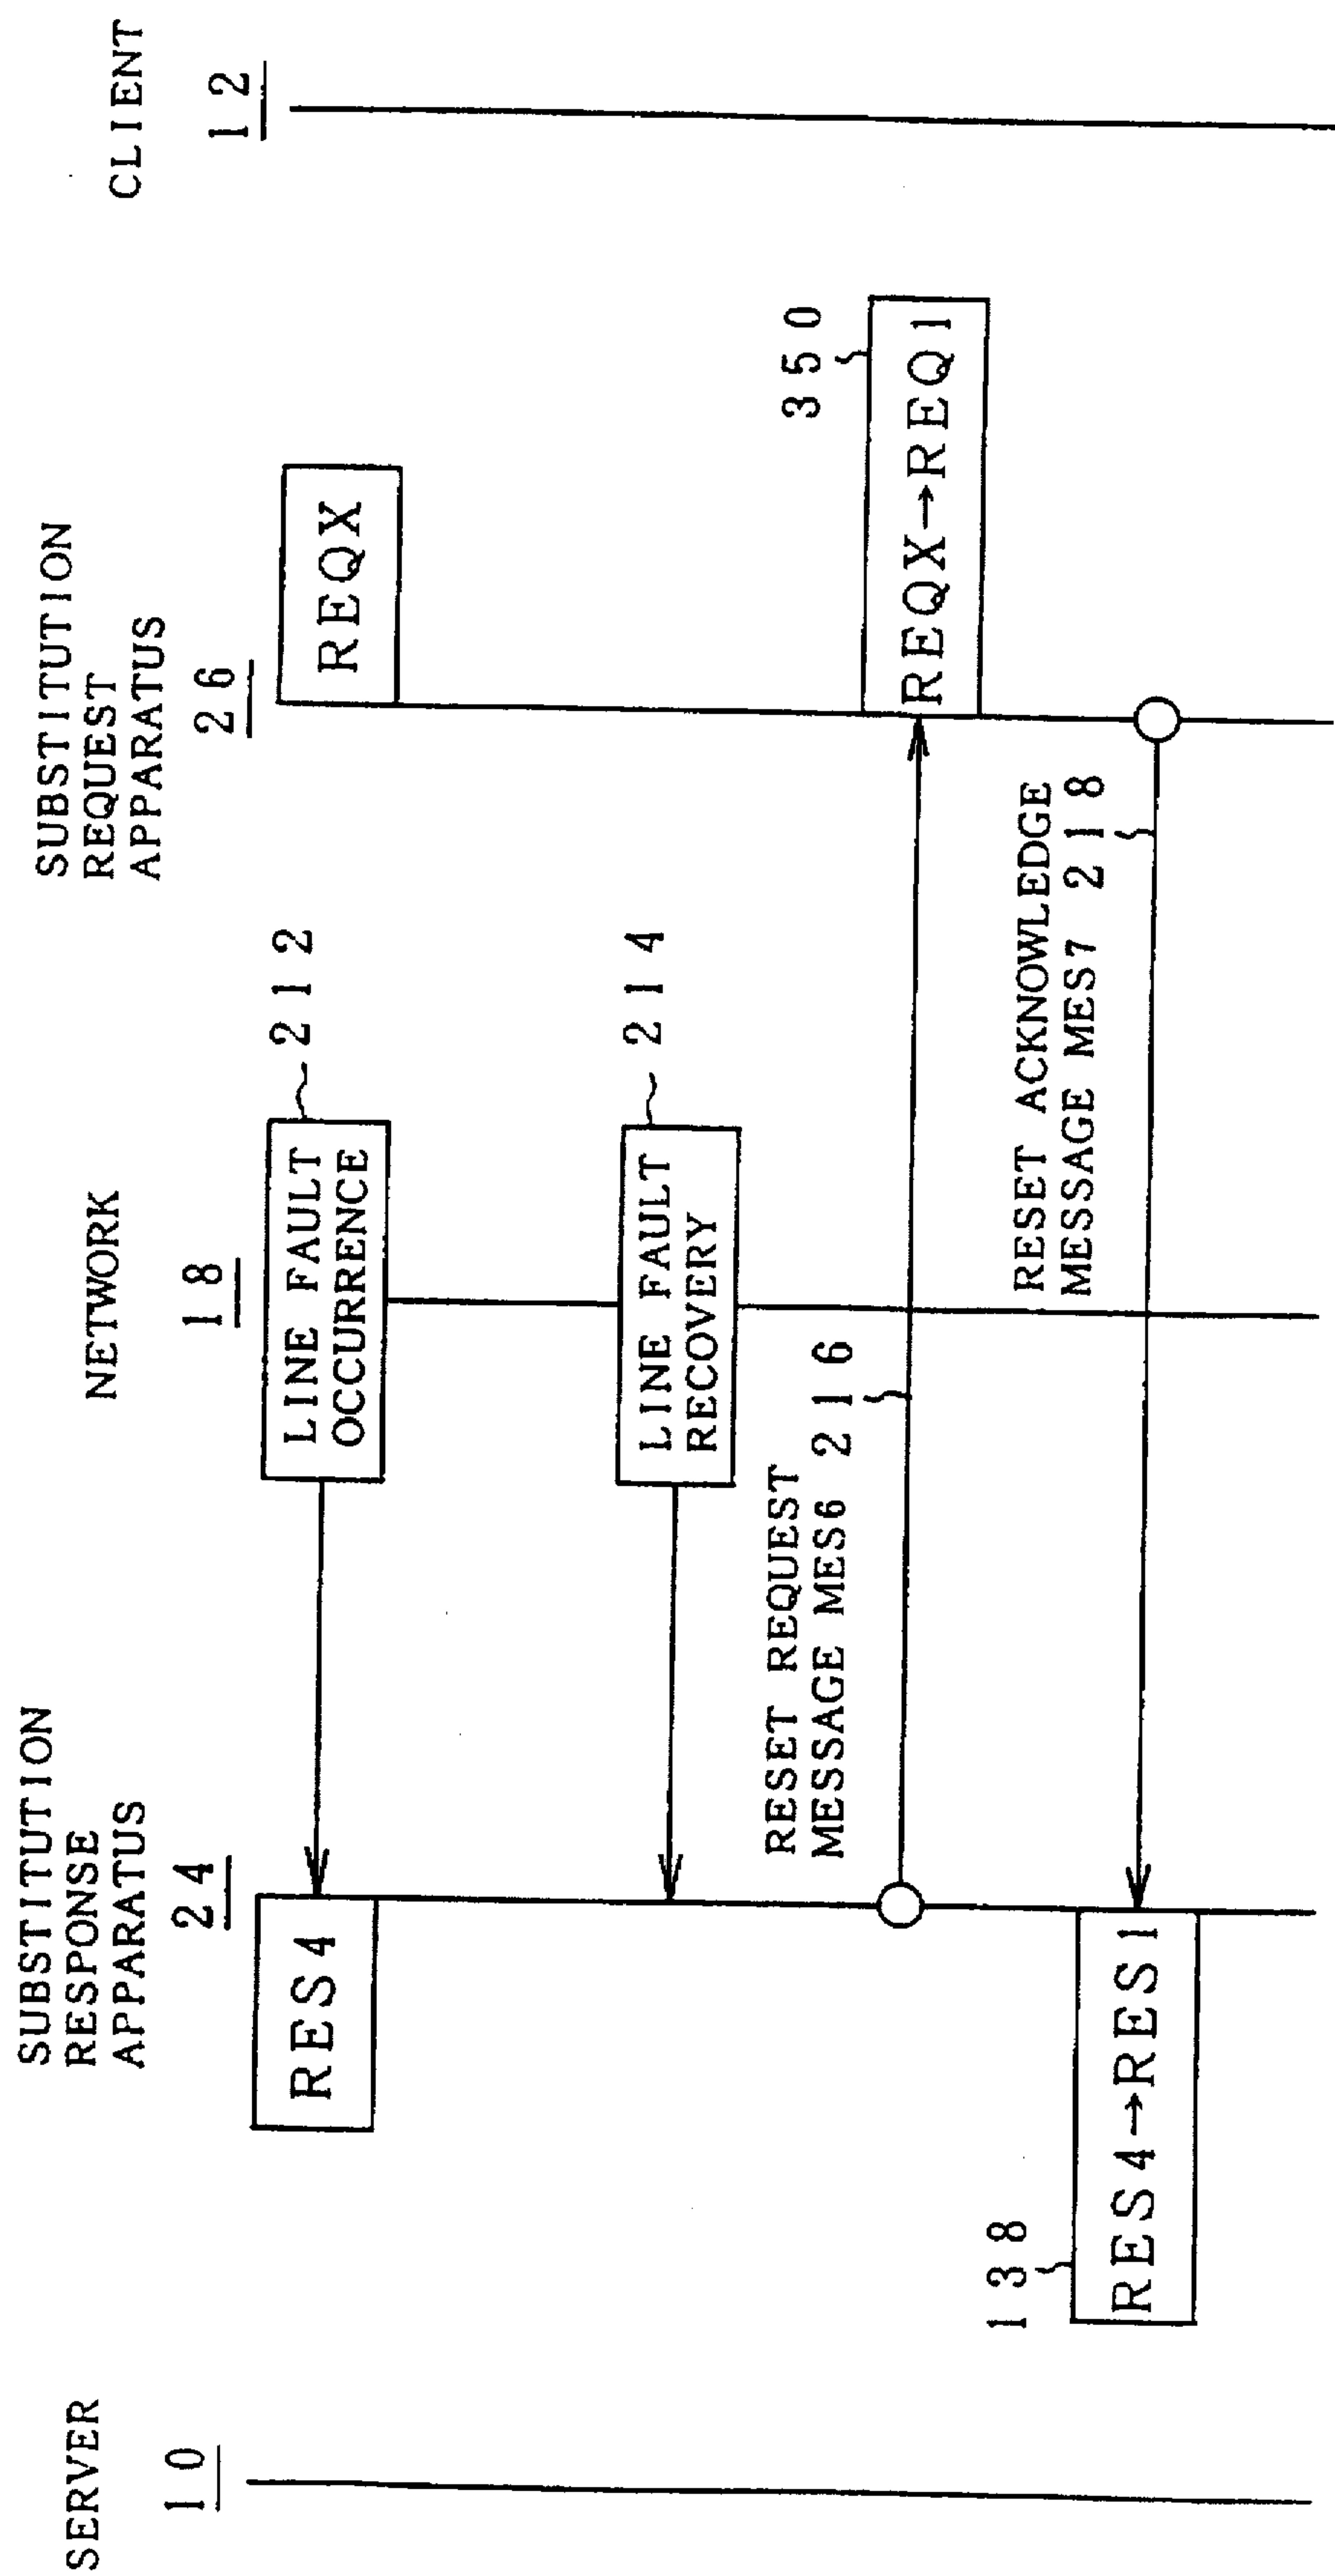 SERVER
10
SUBSTITUTION
RESPONSE
APPARATUS
24
NETWORK
18
SUBSTITUTION
REQUEST
APPARATUS
26
CLIENT
12
RES4
LINE FAULT
OCCURRENCE
212
REQX
LINE FAULT
RECOVERY
214
RESET REQUEST
MESSAGE MES6 216
350
REQX→REQ1
RESET ACKNOWLEDGE
MESSAGE MES7 218
138
RES4→RES1